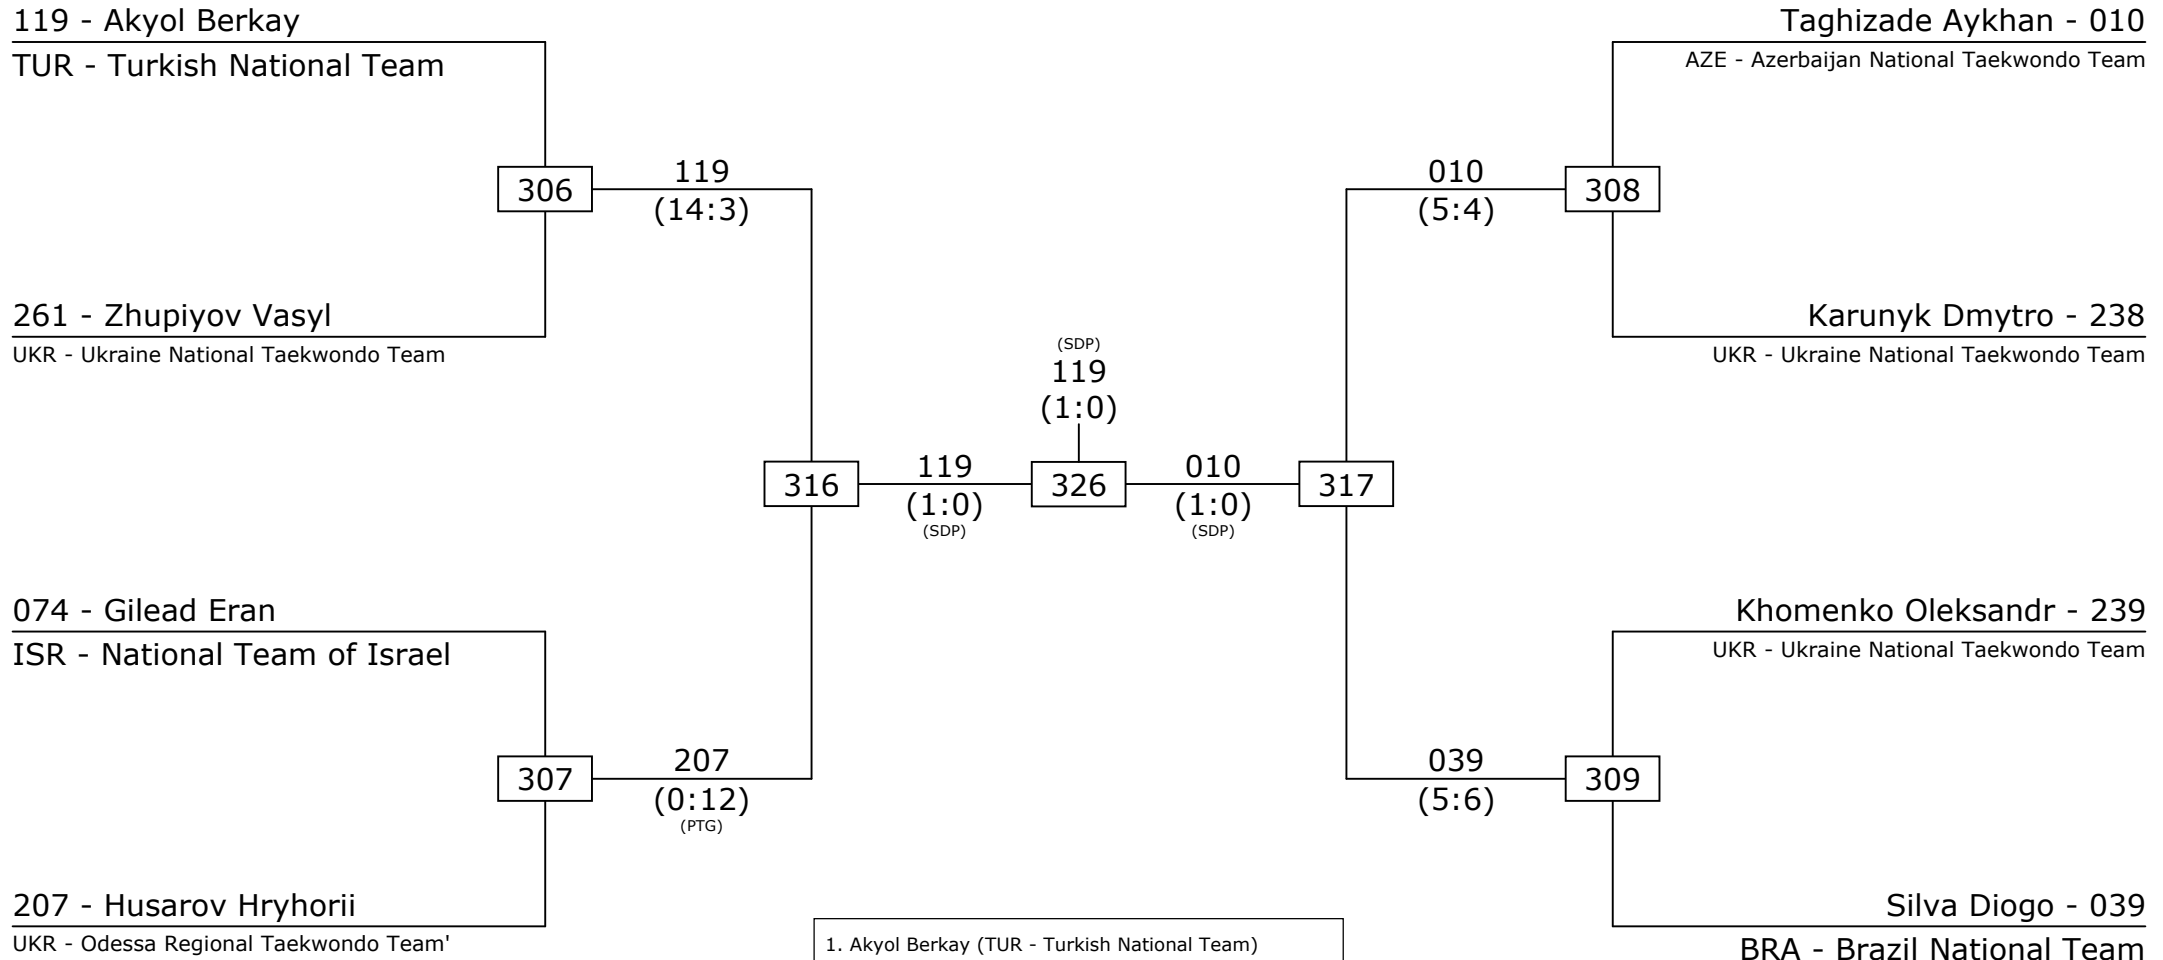 119 - Akyol Berkay
TUR - Turkish National Team
Taghizade Aykhan - 010
AZE - Azerbaijan National Taekwondo Team
306
119
(14:3)
010
(5:4)
308
261 - Zhupiyov Vasyl
UKR - Ukraine National Taekwondo Team
Karunyk Dmytro - 238
UKR - Ukraine National Taekwondo Team
(SDP)
119
(1:0)
316
119
(1:0)
(SDP)
326
010
(1:0)
(SDP)
317
074 - Gilead Eran
ISR - National Team of Israel
Khomenko Oleksandr - 239
UKR - Ukraine National Taekwondo Team
307
207
(0:12)
(PTG)
039
(5:6)
309
207 - Husarov Hryhorii
UKR - Odessa Regional Taekwondo Team'
Silva Diogo - 039
BRA - Brazil National Team
1. Akyol Berkay (TUR - Turkish National Team)